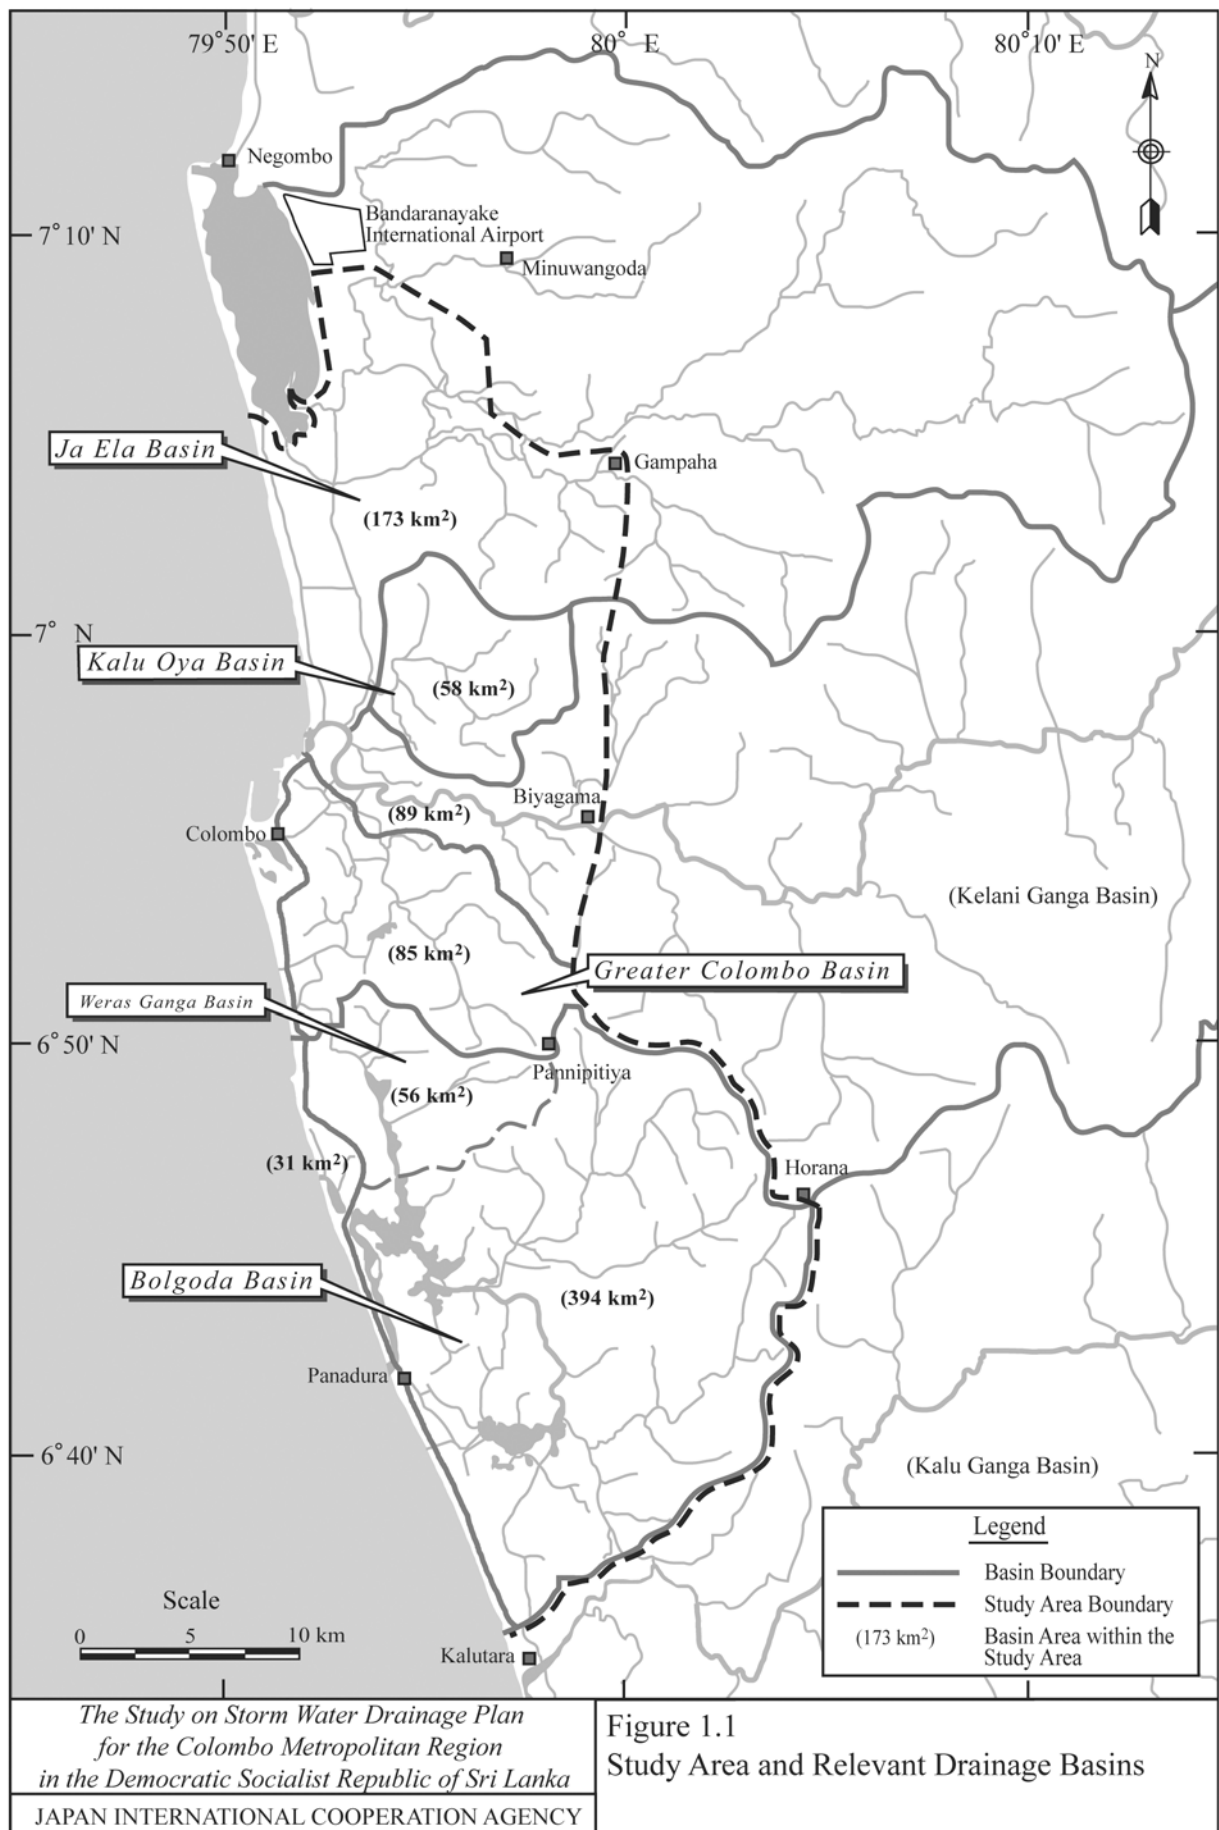 79°50' E
80° E
80°10' E
N
Negombo
7°10' N
Bandaranayake
International Airport
Minuwangoda
Ja Ela Basin
Gampaha
(173 km²)
7° N
Kalu Oya Basin
(58 km²)
Biyagama
(89 km²)
Colombo
(Kelani Ganga Basin)
(85 km²)
Greater Colombo Basin
Weras Ganga Basin
6°50' N
Pannipitiya
(56 km²)
(31 km²)
Horana
Bolgoda Basin
(394 km²)
Panadura
6°40' N
(Kalu Ganga Basin)
Legend
Basin Boundary
Study Area Boundary
(173 km²)
Basin Area within the
Study Area
Scale
0 5 10 km
Kalutara
The Study on Storm Water Drainage Plan
for the Colombo Metropolitan Region
in the Democratic Socialist Republic of Sri Lanka
JAPAN INTERNATIONAL COOPERATION AGENCY
Figure 1.1
Study Area and Relevant Drainage Basins